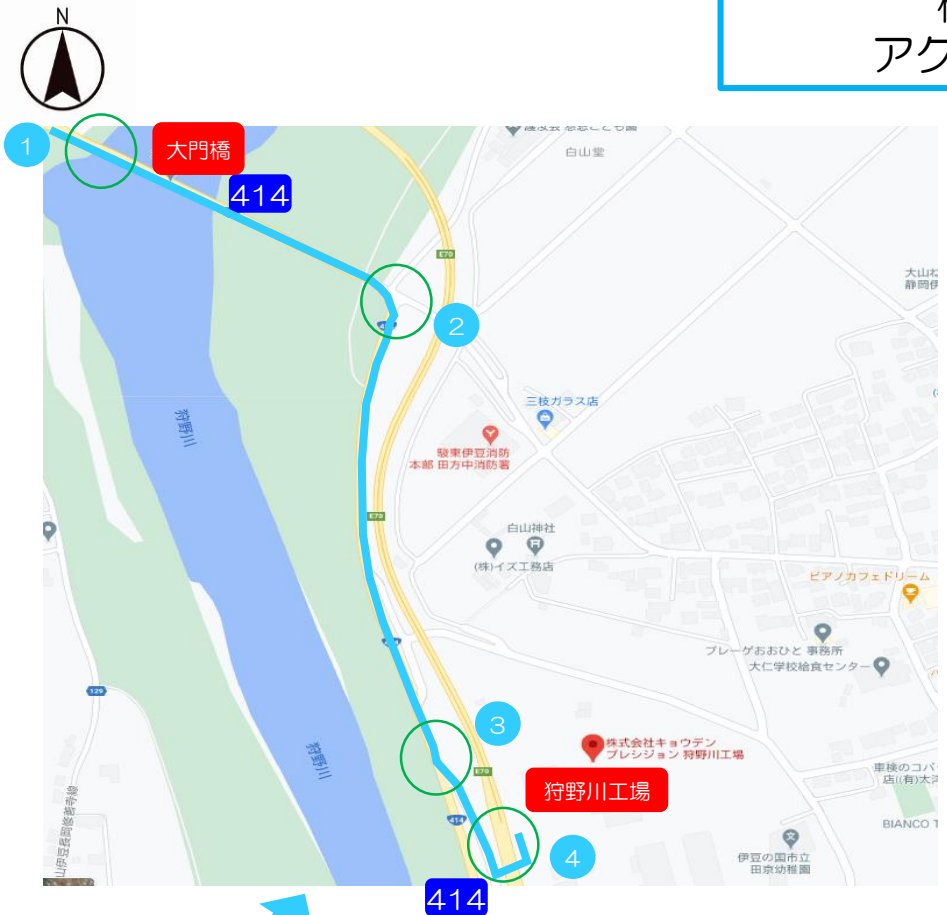 N
アク
1
大門橋
414
白山堂
E70
2
三枝ガラス店
駿東伊豆消防
本部 田方中消防署
狩野川
E70
白山神社
(株)イズ工務店
ピアノカフェドリーム
ブレーゲおおひと 事務所
大仁学校給食センター
129
3
狩野川
株式会社キョウデン
プレシジョン 狩野川工場
E70
狩野川工場
414
車検のコバ
BIANCO T
4
伊豆の国市立
田京幼稚園
414